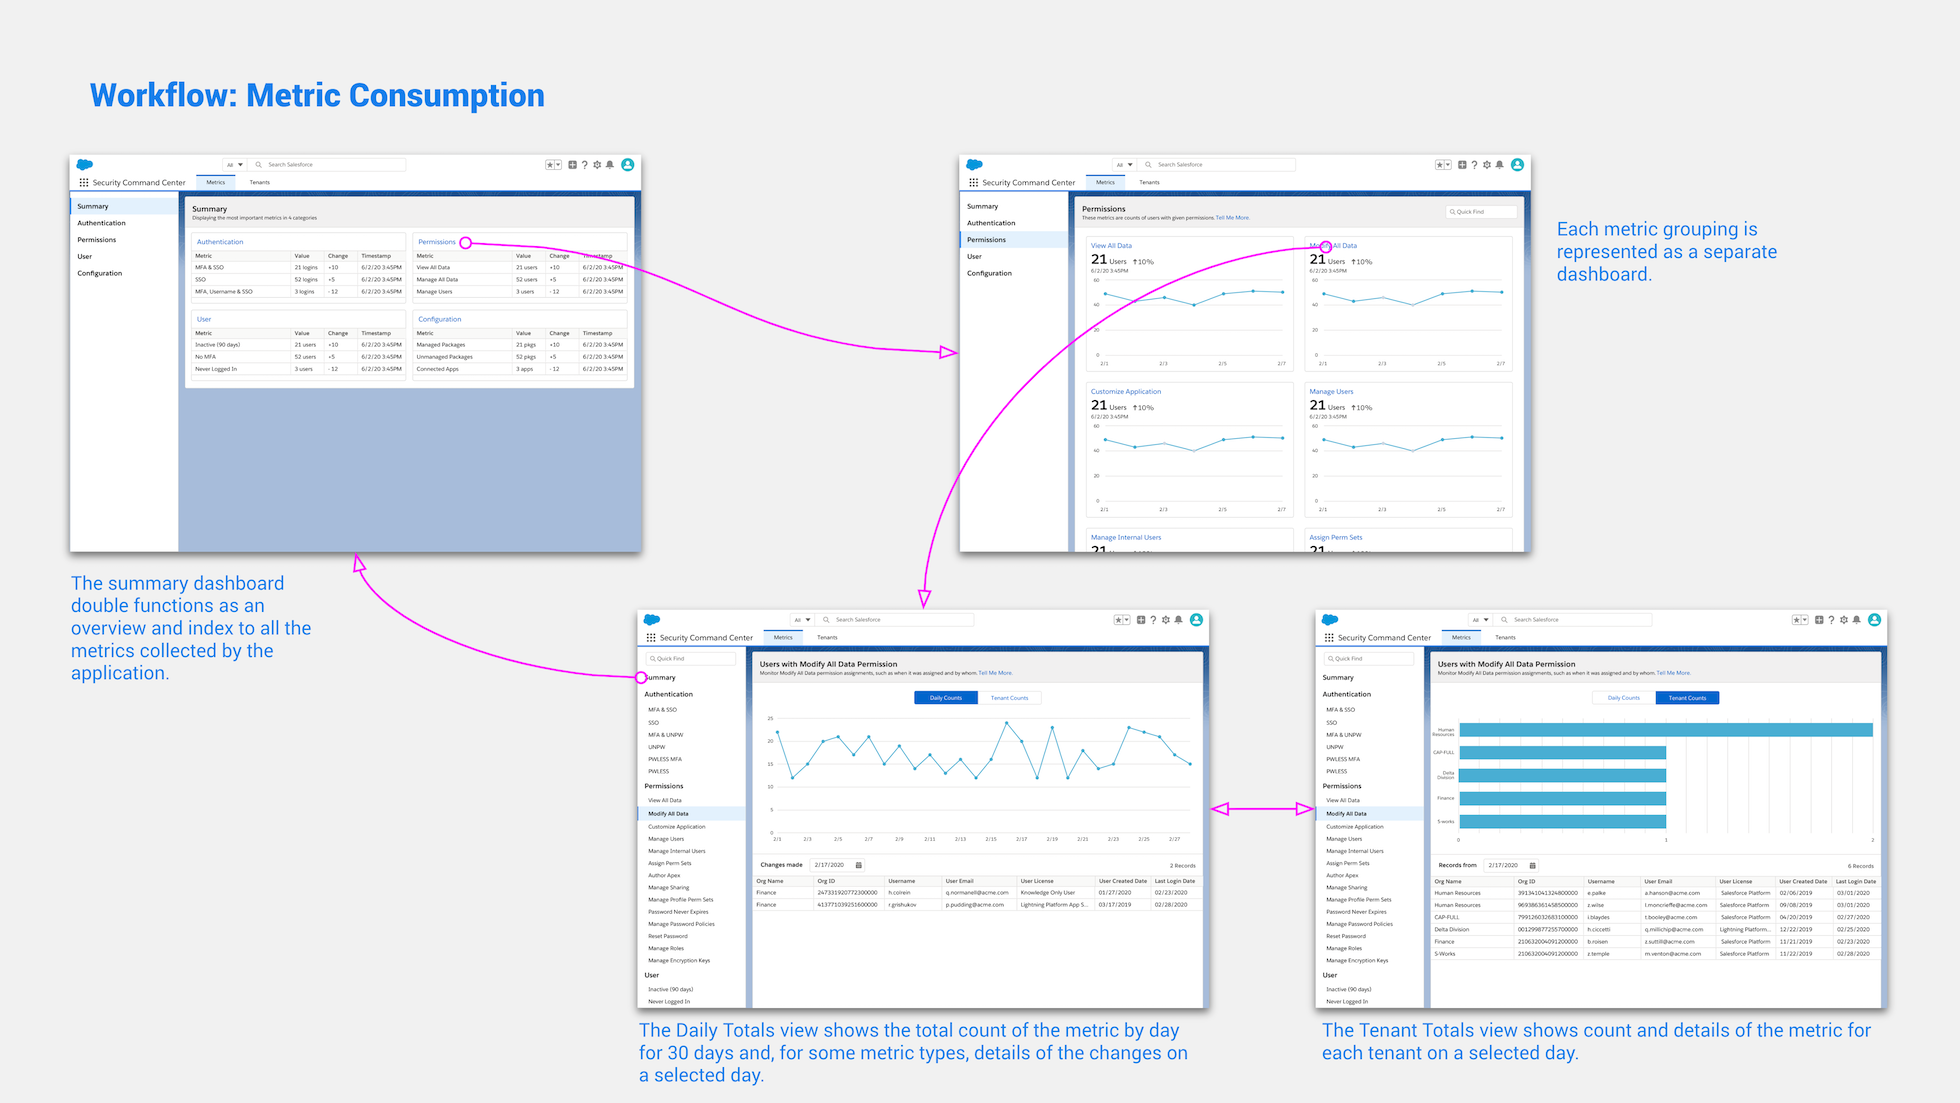 Workflow: Metric Consumption
All
Search Salesforce
Security Command Center
Metrics
Tenants
Summary
Authentication
Permissions
User
Configuration
Summary
Displaying the most important metrics in 4 categories
Authentication
Metric Value Change Timestamp
MFA & SSO 21 logins +10 6/2/20 3:45PM
SSO 52 logins +5 6/2/20 3:45PM
MFA, Username & SSO 3 logins - 12 6/2/20 3:45PM
Permissions
Metric Value Change Timestamp
View All Data 21 users +10 6/2/20 3:45PM
Manage All Data 52 users +5 6/2/20 3:45PM
Manage Users 3 users - 12 6/2/20 3:45PM
User
Metric Value Change Timestamp
Inactive (90 days) 21 users +10 6/2/20 3:45PM
No MFA 52 users +5 6/2/20 3:45PM
Never Logged In 3 users - 12 6/2/20 3:45PM
Configuration
Metric Value Change Timestamp
Managed Packages 21 pkgs +10 6/2/20 3:45PM
Unmanaged Packages 52 pkgs +5 6/2/20 3:45PM
Connected Apps 3 apps - 12 6/2/20 3:45PM
The summary dashboard
double functions as an
overview and index to all the
metrics collected by the
application.
All
Search Salesforce
Security Command Center
Metrics
Tenants
Summary
Authentication
Permissions
User
Configuration
Permissions
These metrics are counts of users with given permissions. Tell Me More.
Quick Find
View All Data
21 Users ↑10%
6/2/20 3:45PM
60
40
20
0
2/1 2/3 2/5 2/7
Modify All Data
21 Users ↑10%
6/2/20 3:45PM
60
40
20
0
2/1 2/3 2/5 2/7
Customize Application
21 Users ↑10%
6/2/20 3:45PM
60
40
20
0
2/1 2/3 2/5 2/7
Manage Users
21 Users ↑10%
6/2/20 3:45PM
60
40
20
0
2/1 2/3 2/5 2/7
Manage Internal Users
21
Assign Perm Sets
21
Each metric grouping is
represented as a separate
dashboard.
All
Search Salesforce
Security Command Center
Metrics
Tenants
Quick Find
Summary
Authentication
MFA & SSO
SSO
MFA & UNPW
UNPW
PWLESS MFA
PWLESS
Permissions
View All Data
Modify All Data
Customize Application
Manage Users
Manage Internal Users
Assign Perm Sets
Author Apex
Manage Sharing
Manage Profile Perm Sets
Password Never Expires
Manage Password Policies
Reset Password
Manage Roles
Manage Encryption Keys
User
Inactive (90 days)
Never Logged In
Users with Modify All Data Permission
Monitor Modify All Data permission assignments, such as when it was assigned and by whom. Tell Me More.
Daily Counts
Tenant Counts
25
20
15
10
5
0
2/1 2/3 2/5 2/7 2/9 2/11 2/13 2/15 2/17 2/19 2/21 2/23 2/25 2/27
Changes made 2/17/2020
2 Records
Org Name Org ID Username User Email User License User Created Date Last Login Date
Finance 247331920772300000 h.colrein q.normanell@acme.com Knowledge Only User 01/27/2020 02/23/2020
Finance 413771039251600000 r.grishukov p.pudding@acme.com Lightning Platform App S... 03/17/2019 02/28/2020
The Daily Totals view shows the total count of the metric by day
for 30 days and, for some metric types, details of the changes on
a selected day.
All
Search Salesforce
Security Command Center
Metrics
Tenants
Quick Find
Summary
Authentication
MFA & SSO
SSO
MFA & UNPW
UNPW
PWLESS MFA
PWLESS
Permissions
View All Data
Modify All Data
Customize Application
Manage Users
Manage Internal Users
Assign Perm Sets
Author Apex
Manage Sharing
Manage Profile Perm Sets
Password Never Expires
Manage Password Policies
Reset Password
Manage Roles
Manage Encryption Keys
User
Inactive (90 days)
Never Logged In
Users with Modify All Data Permission
Monitor Modify All Data permission assignments, such as when it was assigned and by whom. Tell Me More.
Daily Counts
Tenant Counts
Human
Resources
CAP-FULL
Delta
Division
Finance
S-works
0 1 2
Records from 2/17/2020
6 Records
Org Name Org ID Username User Email User License User Created Date Last Login Date
Human Resources 391341041324800000 e.palke a.hanson@acme.com Salesforce Platform 02/06/2019 03/01/2020
Human Resources 969386361458500000 z.wilse l.moncrieffe@acme.com Salesforce Platform 09/08/2019 03/01/2020
CAP-FULL 799126032683100000 i.blaydes t.booley@acme.com Salesforce Platform 04/20/2019 02/27/2020
Delta Division 001299877255700000 h.ciccetti q.millichip@acme.com Lightning Platform... 12/22/2019 02/25/2020
Finance 210632004091200000 b.roisen z.suttill@acme.com Salesforce Platform 11/21/2019 02/23/2020
S-Works 210632004091200000 z.temple m.venton@acme.com Salesforce Platform 11/22/2019 02/28/2020
The Tenant Totals view shows count and details of the metric for
each tenant on a selected day.